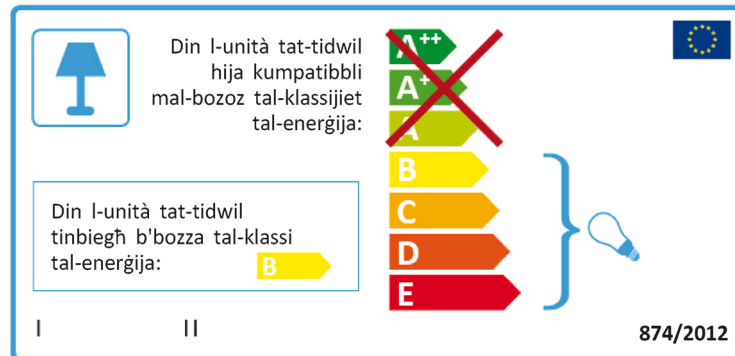 Din l-unità tat-tidwil
hija kumpatibbli
mal-bozoz tal-klassijiet
tal-enerġija:
A++
A+
A
B
C
D
E
Din l-unità tat-tidwil
tinbiegħ b'bozza tal-klassi
tal-enerġija:
B
I
II
874/2012